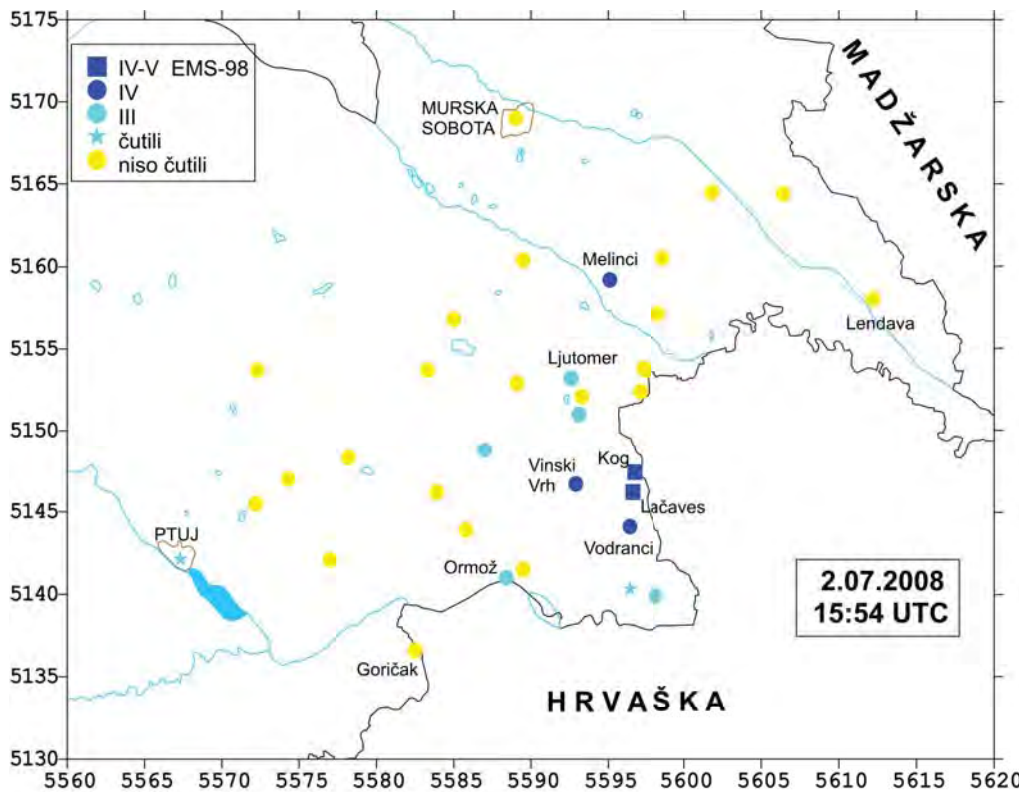 5175
5170
5165
5160
5155
5150
5145
5140
5135
5130
IV-V EMS-98
IV
III
čutili
niso čutili
MURSKA
SOBOTA
MADŽARSKA
Melinci
Lendava
Ljutomer
Vinski
Vrh
Kog
Lačaves
Vodranci
PTUJ
Ormož
Goričak
HRVAŠKA
2.07.2008
15:54 UTC
5560 5565 5570 5575 5580 5585 5590 5595 5600 5605 5610 5615 5620